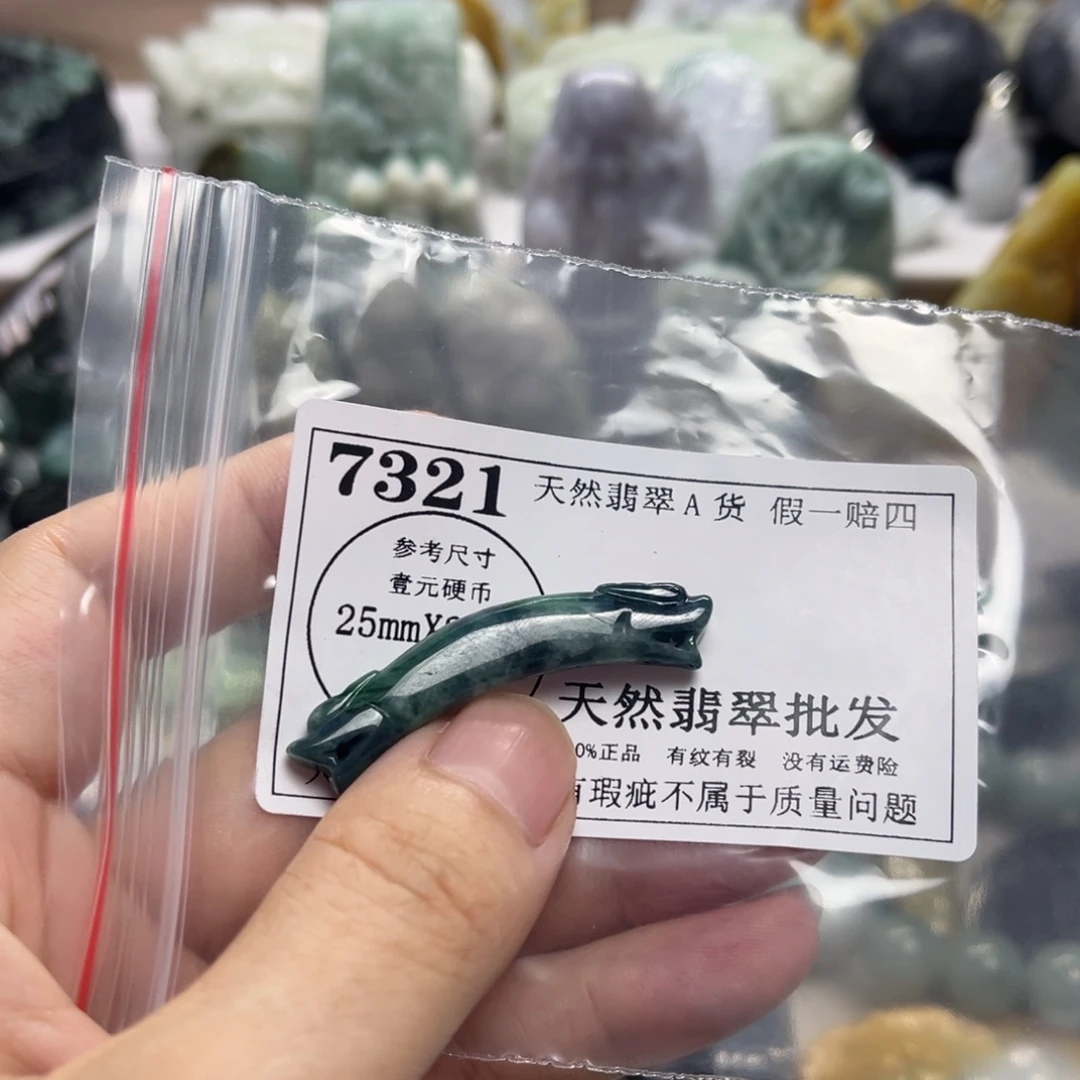 7321 天然翡翠A货 假一赔四
参考尺寸
壹元硬币
25mmX
天然翡翠批发
0%正品 有纹有裂 没有运费险
瑕疵不属于质量问题